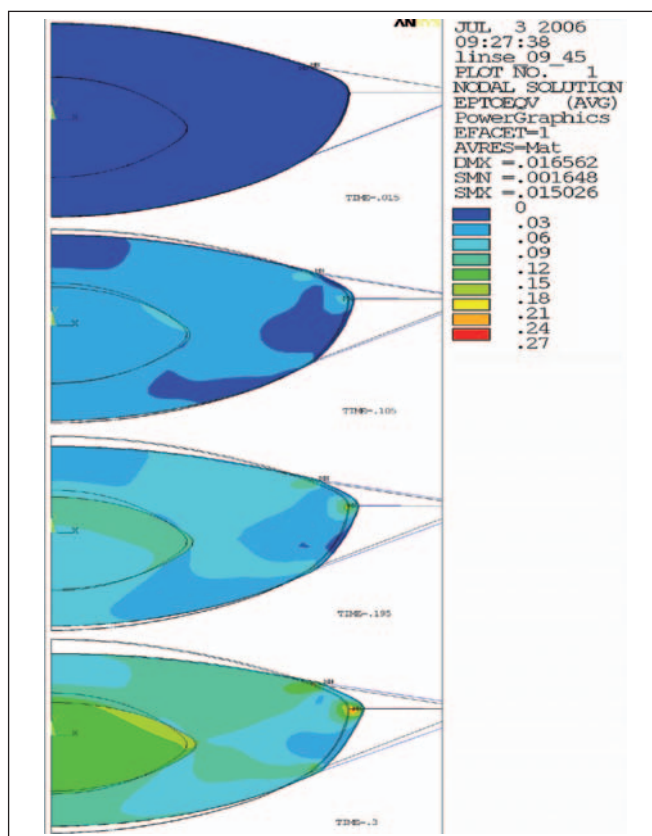 AN
JUL 3 2006
09:27:38
linse_09_45
PLOT NO. 1
NODAL SOLUTION
EPTOEQV (AVG)
PowerGraphics
EFACET=1
AVRES=Mat
DMX =.016562
SMN =.001648
SMX =.015026
0
.03
.06
.09
.12
.15
.18
.21
.24
.27
X
TIME=.015
X
TIME=.105
X
TIME=.195
TIME=.3